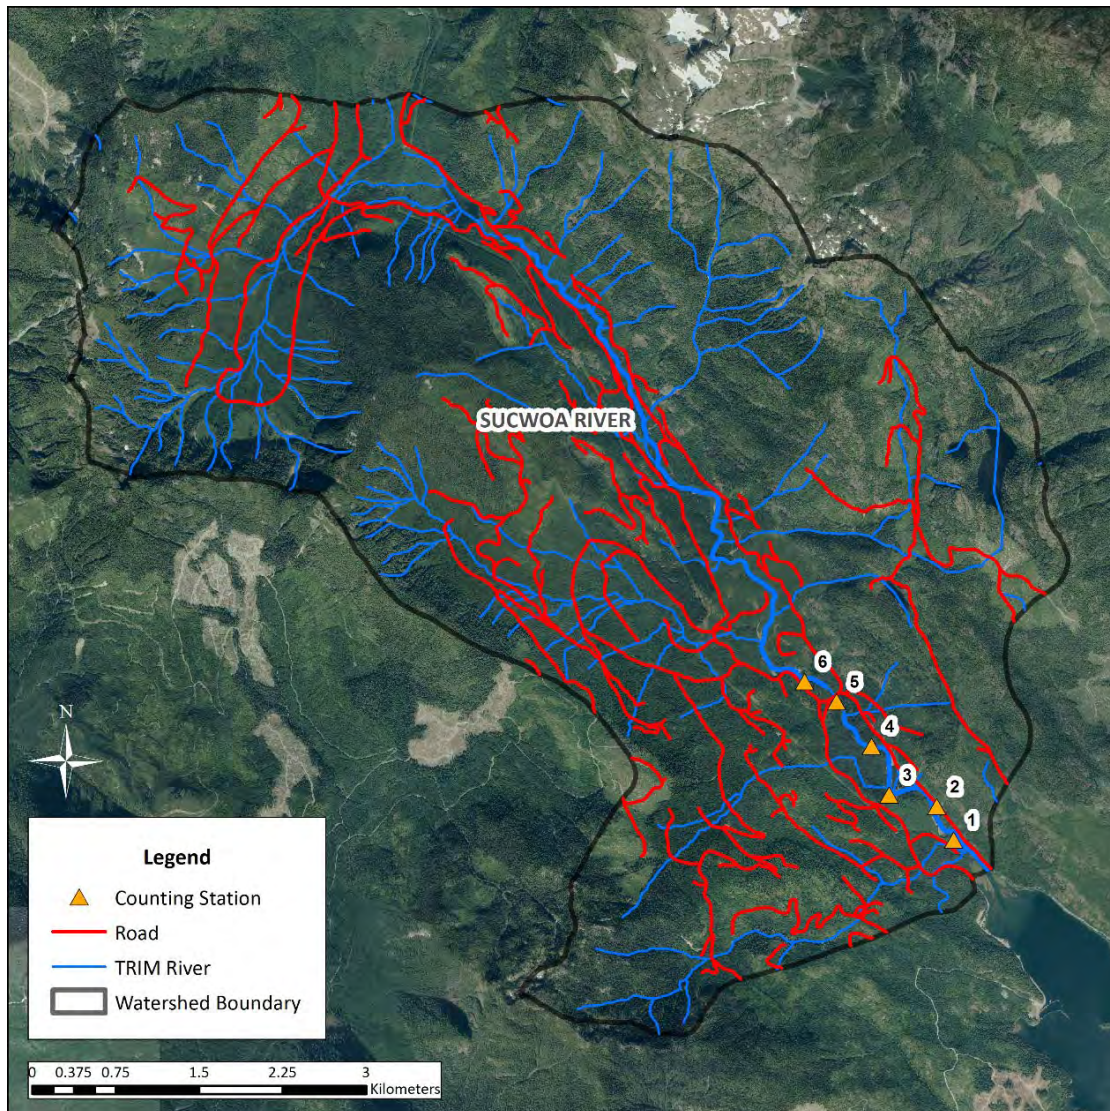 SUCWOA RIVER
6
5
4
3
2
1
N
Legend
Counting Station
Road
TRIM River
Watershed Boundary
0 0.375 0.75 1.5 2.25 3
Kilometers